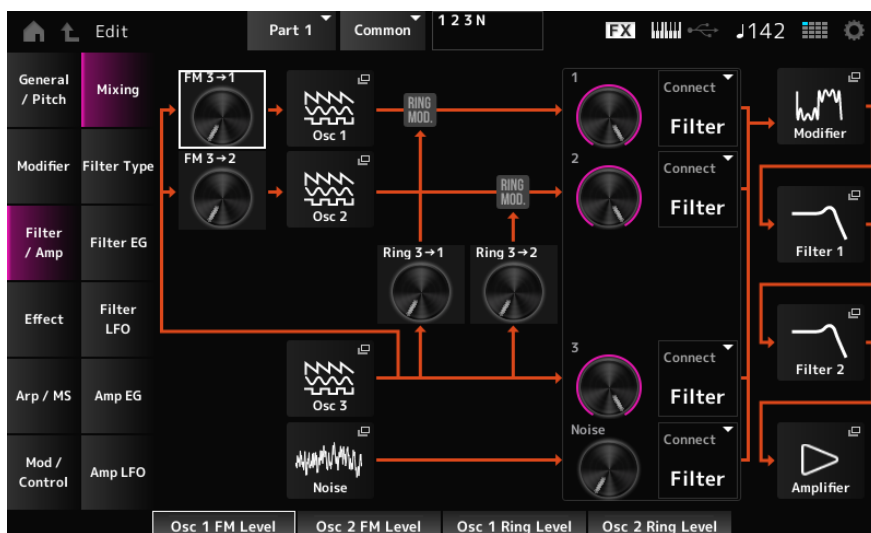 Edit
Part 1
Common
1 2 3 N
FX
♩142
General
/ Pitch
Mixing
Modifier
Filter Type
Filter
/ Amp
Filter EG
Effect
Filter
LFO
Arp / MS
Amp EG
Mod /
Control
Amp LFO
FM 3→1
Osc 1
RING
MOD.
1
Connect
Filter
Modifier
FM 3→2
Osc 2
RING
MOD.
2
Connect
Filter
Filter 1
Ring 3→1
Ring 3→2
Osc 3
3
Connect
Filter
Filter 2
Noise
Noise
Connect
Filter
Amplifier
Osc 1 FM Level
Osc 2 FM Level
Osc 1 Ring Level
Osc 2 Ring Level